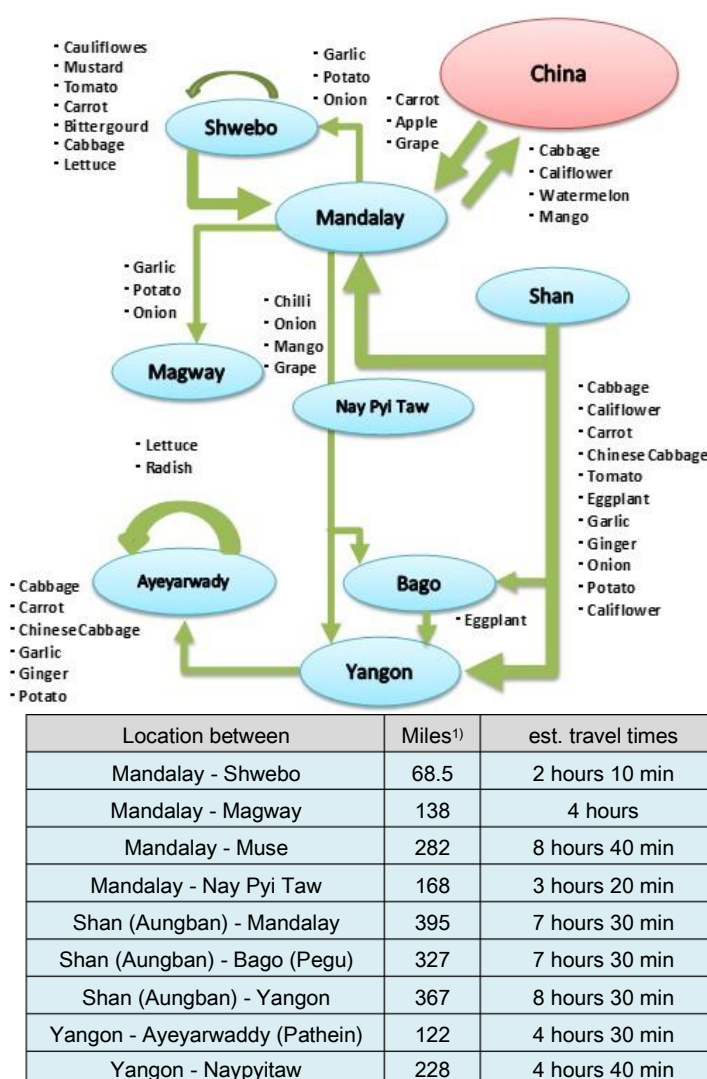 - Cauliflowes
- Mustard
- Tomato
- Carrot
- Bittergourd
- Cabbage
- Lettuce
Shwebo
- Garlic
- Potato
- Onion
- Carrot
- Apple
- Grape
China
- Cabbage
- Califlower
- Watermelon
- Mango
Mandalay
- Garlic
- Potato
- Onion
- Chilli
- Onion
- Mango
- Grape
Shan
Magway
Nay Pyi Taw
- Cabbage
- Califlower
- Carrot
- Chinese Cabbage
- Tomato
- Eggplant
- Garlic
- Ginger
- Onion
- Potato
- Califlower
- Lettuce
- Radish
Ayeyarwady
Bago
- Eggplant
- Cabbage
- Carrot
- Chinese Cabbage
- Garlic
- Ginger
- Potato
Yangon
Location between Miles1) est. travel times
Mandalay - Shwebo 68.5 2 hours 10 min
Mandalay - Magway 138 4 hours
Mandalay - Muse 282 8 hours 40 min
Mandalay - Nay Pyi Taw 168 3 hours 20 min
Shan (Aungban) - Mandalay 395 7 hours 30 min
Shan (Aungban) - Bago (Pegu) 327 7 hours 30 min
Shan (Aungban) - Yangon 367 8 hours 30 min
Yangon - Ayeyarwaddy (Pathein) 122 4 hours 30 min
Yangon - Naypyitaw 228 4 hours 40 min